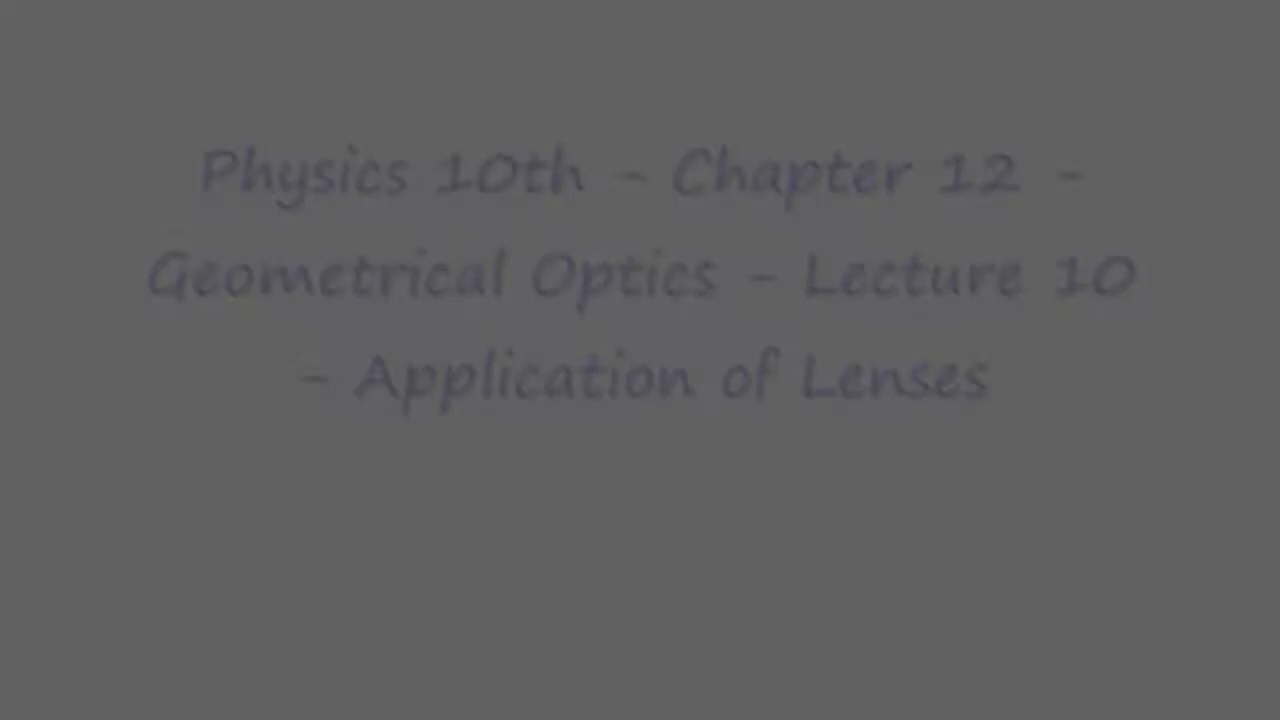 Physics 10th - Chapter 12 -
Geometrical Optics - Lecture 10
- Application of Lenses